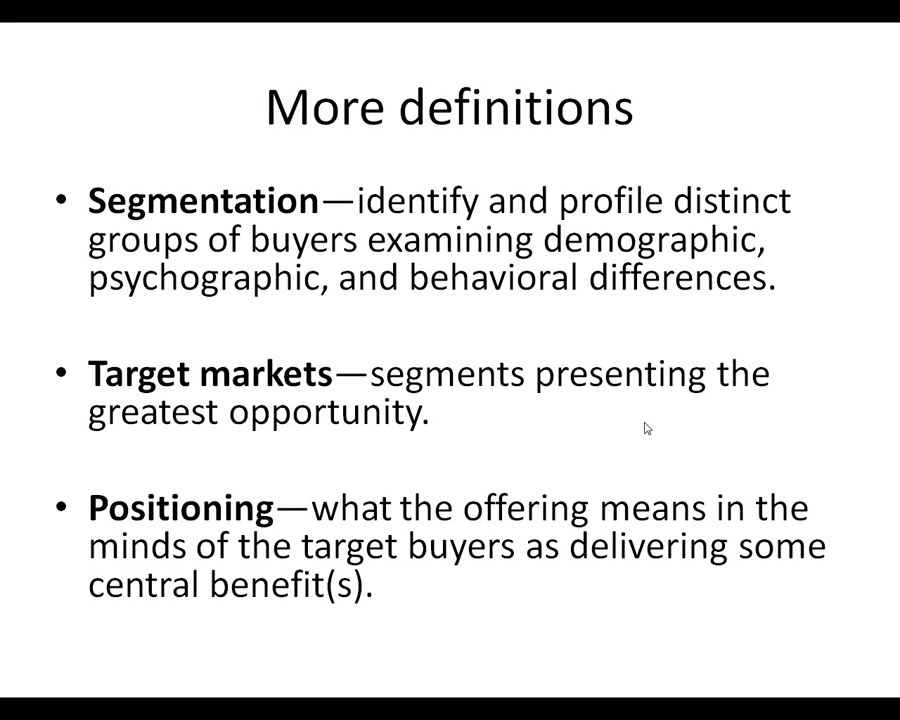 More definitions
• Segmentation—identify and profile distinct
groups of buyers examining demographic,
psychographic, and behavioral differences.
• Target markets—segments presenting the
greatest opportunity.
• Positioning—what the offering means in the
minds of the target buyers as delivering some
central benefit(s).